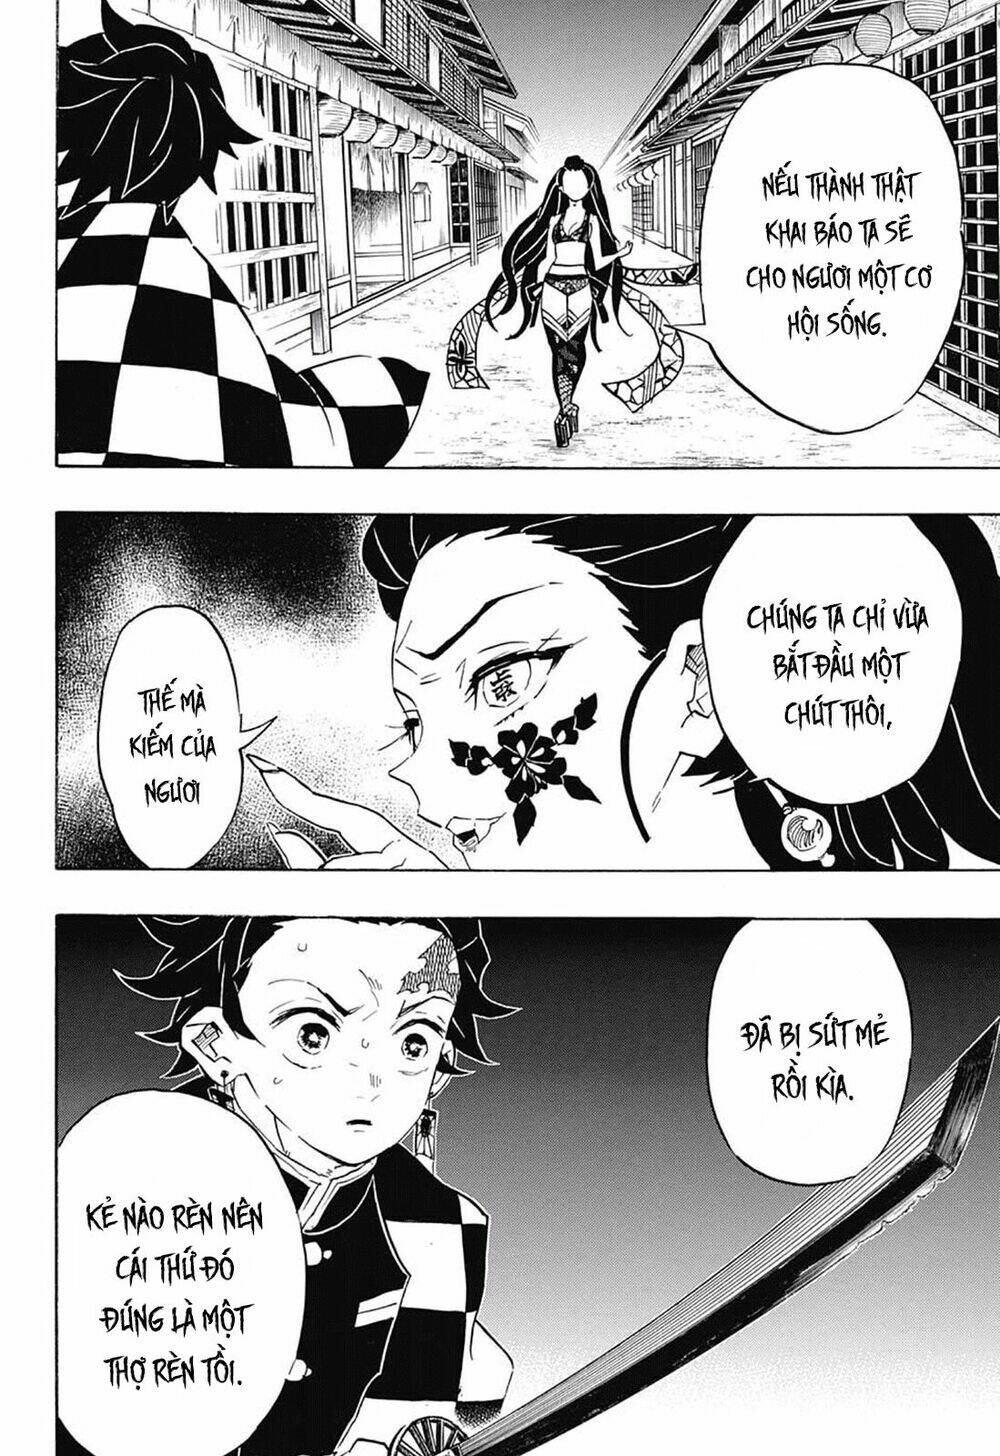 NẾU THÀNH THẬT
KHAI BÁO TA SẼ
CHO NGƯƠI MỘT CƠ
HỘI SỐNG.
CHÚNG TA CHỈ VỪA
BẮT ĐẦU MỘT
CHÚT THÔI,
THẾ MÀ
KIẾM CỦA
NGƯƠI
ĐÃ BỊ SỨT MẺ
RỒI KÌA.
KẺ NÀO RÈN NÊN
CÁI THỨ ĐÓ
ĐÚNG LÀ MỘT
THỢ RÈN TỒI.